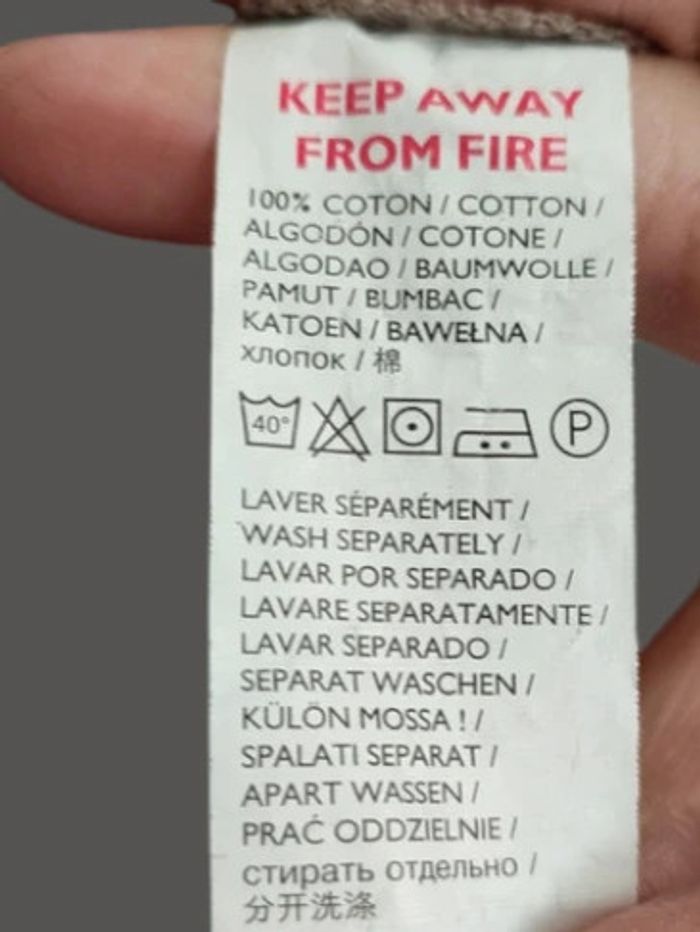 KEEP AWAY
FROM FIRE
100% COTON / COTTON /
ALGODÓN / COTONE /
ALGODAO / BAUMWOLLE /
PAMUT / BUMBAC /
KATOEN / BAWEŁNA /
хлопок / 棉
40° P
LAVER SÉPARÉMENT /
WASH SEPARATELY /
LAVAR POR SEPARADO /
LAVARE SEPARATAMENTE /
LAVAR SEPARADO /
SEPARAT WASCHEN /
KÜLÖN MOSSA ! /
SPALATI SEPARAT /
APART WASSEN /
PRAĆ ODDZIELNIE /
стирать отдельно /
分开洗涤